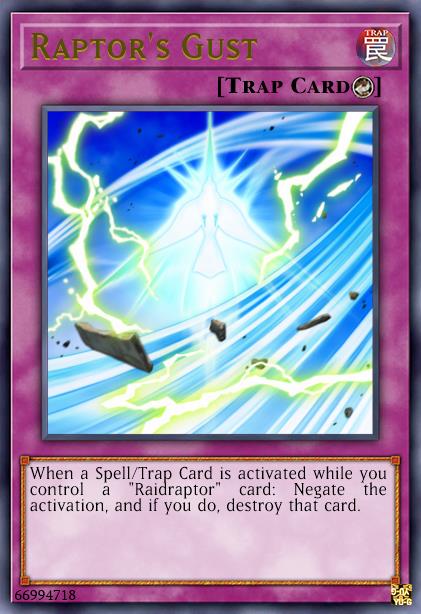 RAPTOR'S GUST
TRAP
罠
[TRAP CARD]
When a Spell/Trap Card is activated while you
control a "Raidraptor" card: Negate the
activation, and if you do, destroy that card.
66994718